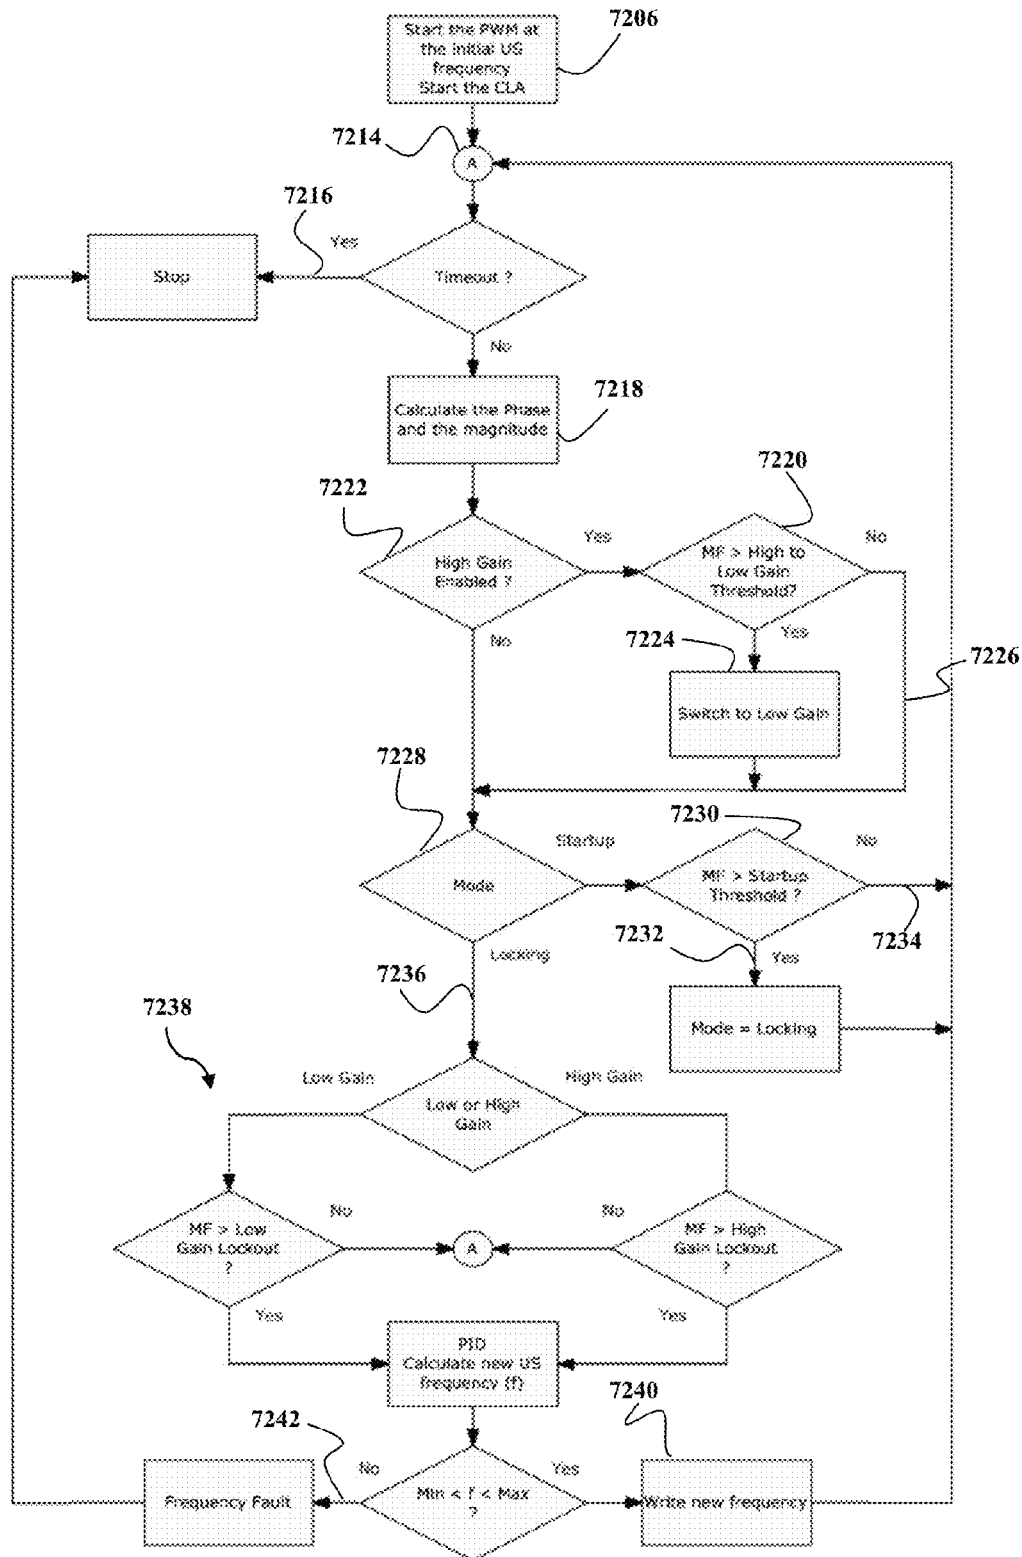 Start the PWM at
the initial US
frequency
Start the CLA
7206
7214
A
7216
Yes
Stop
Timeout ?
No
Calculate the Phase
and the magnitude
7218
7222
7220
High Gain
Enabled ?
Yes
MF > High to
Low Gain
Threshold?
No
No
7224
Yes
7226
Switch to Low Gain
7228
7230
Mode
Startup
MF > Startup
Threshold ?
No
Locking
7232
Yes
7234
7236
Mode = Locking
7238
Low Gain
High Gain
Low or High
Gain
MF > Low
Gain Lockout
?
No
A
No
MF > High
Gain Lockout
?
Yes
Yes
PID
Calculate new US
frequency (f)
7242
7240
Frequency Fault
No
Min < f < Max
?
Yes
Write new frequency